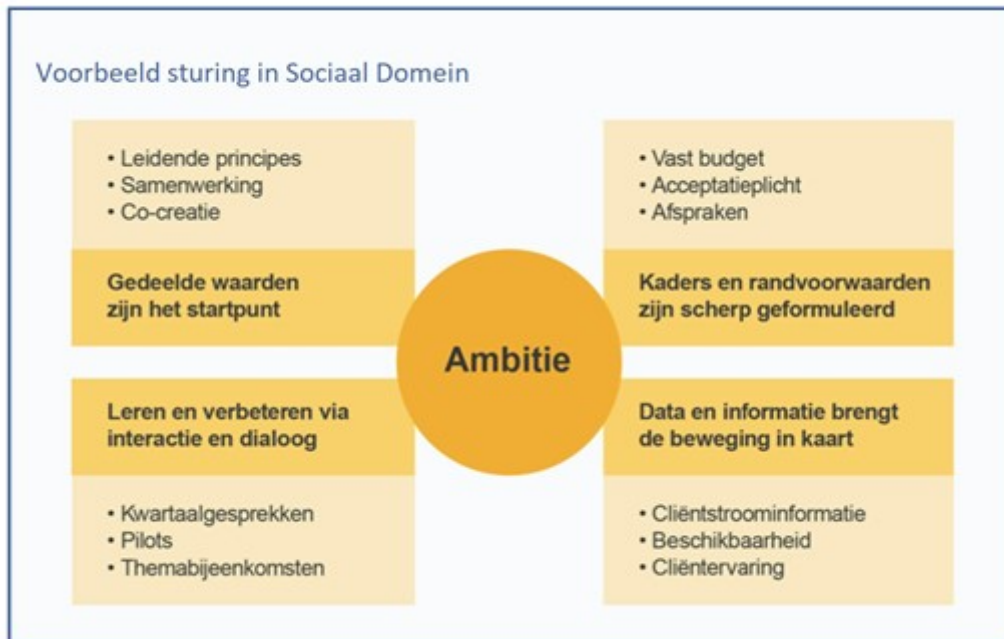 Voorbeeld sturing in Sociaal Domein
• Leidende principes
• Samenwerking
• Co-creatie
Gedeelde waarden
zijn het startpunt
• Vast budget
• Acceptatieplicht
• Afspraken
Kaders en randvoorwaarden
zijn scherp geformuleerd
Ambitie
Leren en verbeteren via
interactie en dialoog
• Kwartaalgesprekken
• Pilots
• Themabijeenkomsten
Data en informatie brengt
de beweging in kaart
• Cliëntstroominformatie
• Beschikbaarheid
• Cliëntervaring